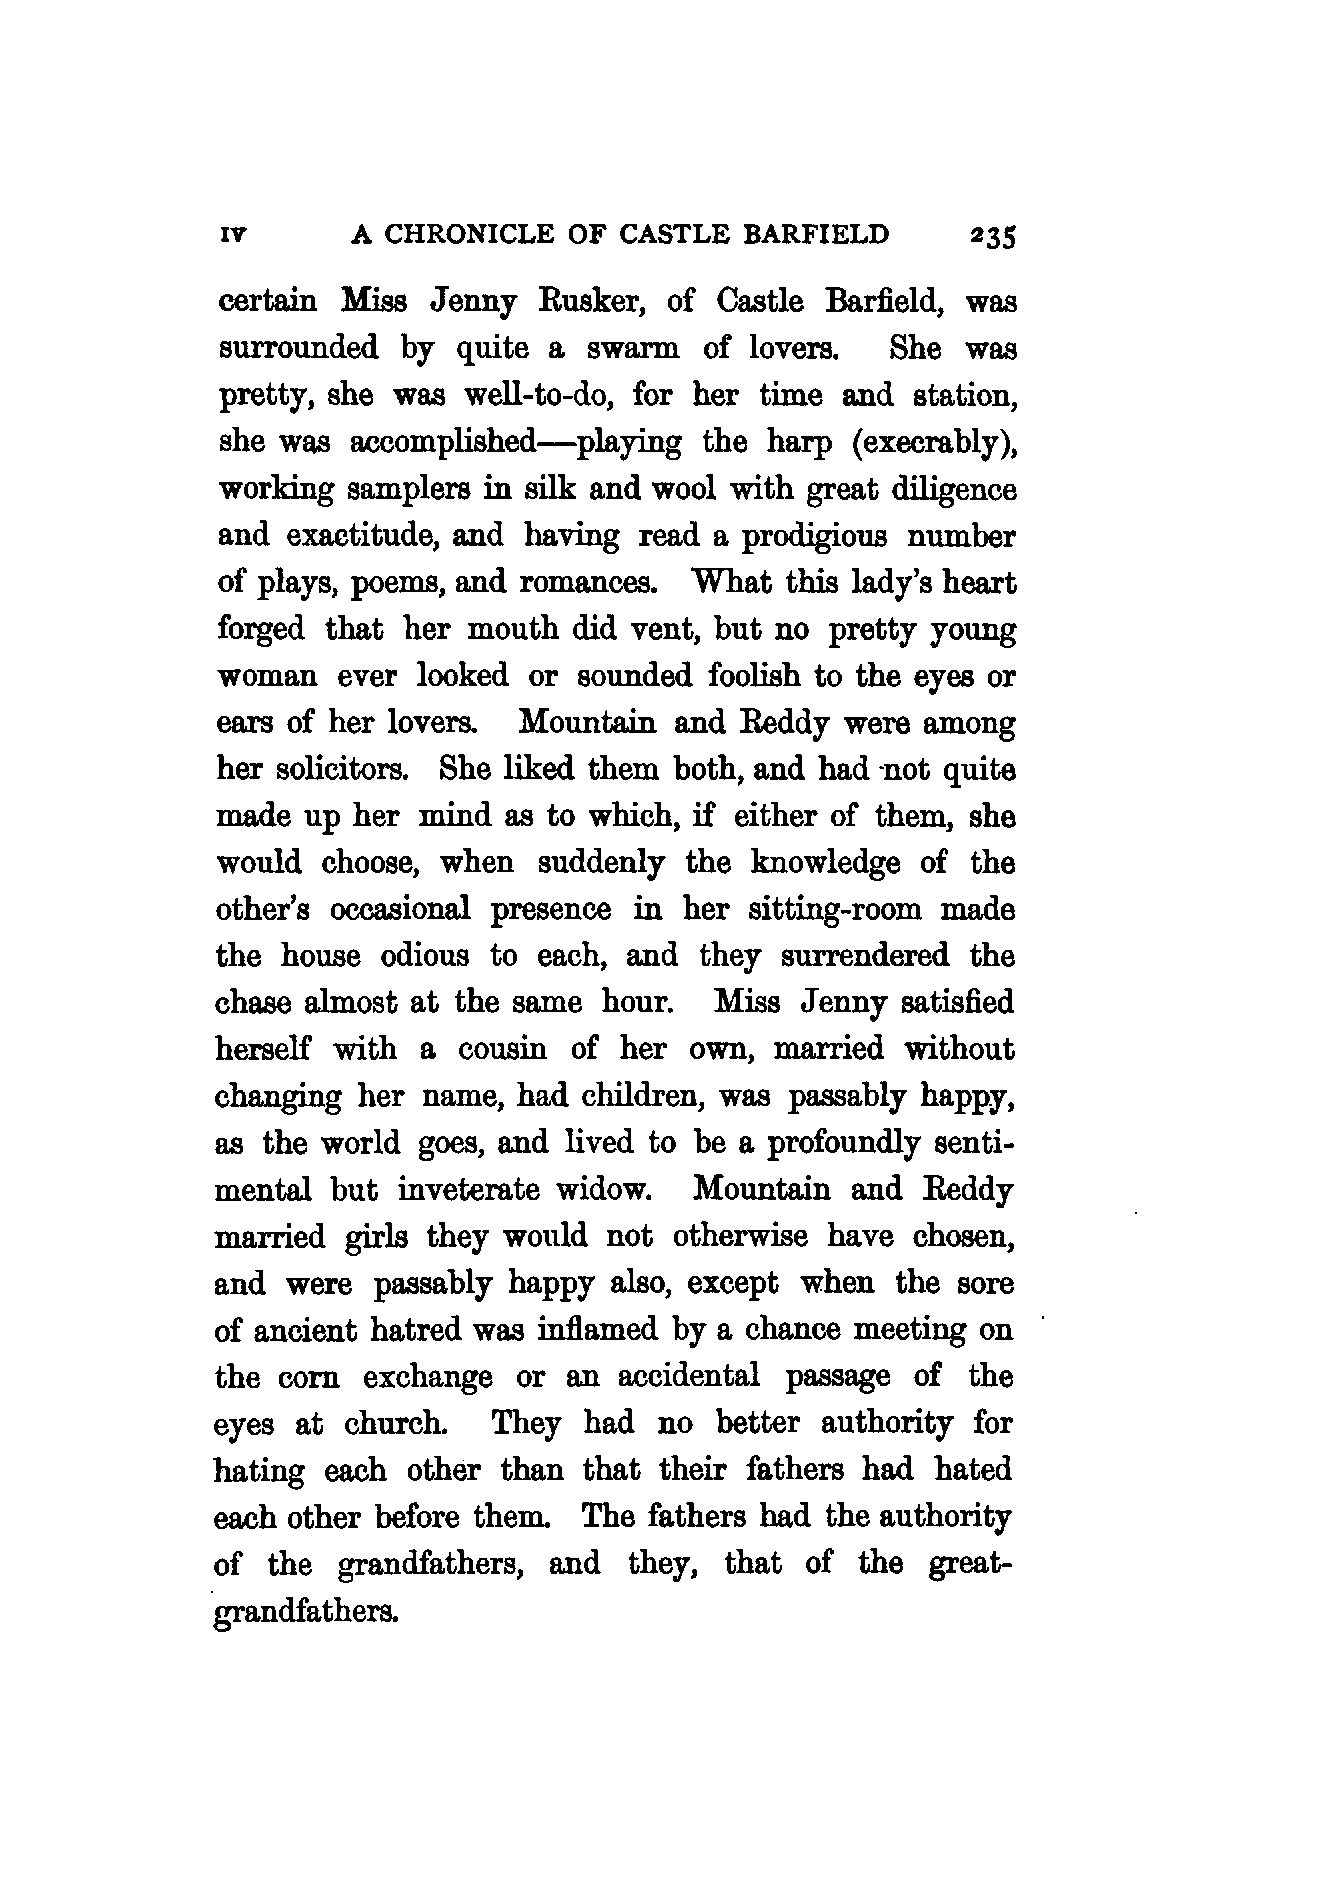 IV A CHRONICLE OF CASTLE BARFIELD 235
certain Miss Jenny Rusker, of Castle Barfield, was
surrounded by quite a swarm of lovers. She was
pretty, she was well-to-do, for her time and station,
she was accomplished—playing the harp (execrably),
working samplers in silk and wool with great diligence
and exactitude, and having read a prodigious number
of plays, poems, and romances. What this lady's heart
forged that her mouth did vent, but no pretty young
woman ever looked or sounded foolish to the eyes or
ears of her lovers. Mountain and Reddy were among
her solicitors. She liked them both, and had not quite
made up her mind as to which, if either of them, she
would choose, when suddenly the knowledge of the
other's occasional presence in her sitting-room made
the house odious to each, and they surrendered the
chase almost at the same hour. Miss Jenny satisfied
herself with a cousin of her own, married without
changing her name, had children, was passably happy,
as the world goes, and lived to be a profoundly senti-
mental but inveterate widow. Mountain and Reddy
married girls they would not otherwise have chosen,
and were passably happy also, except when the sore
of ancient hatred was inflamed by a chance meeting on
the corn exchange or an accidental passage of the
eyes at church. They had no better authority for
hating each other than that their fathers had hated
each other before them. The fathers had the authority
of the grandfathers, and they, that of the great-
grandfathers.